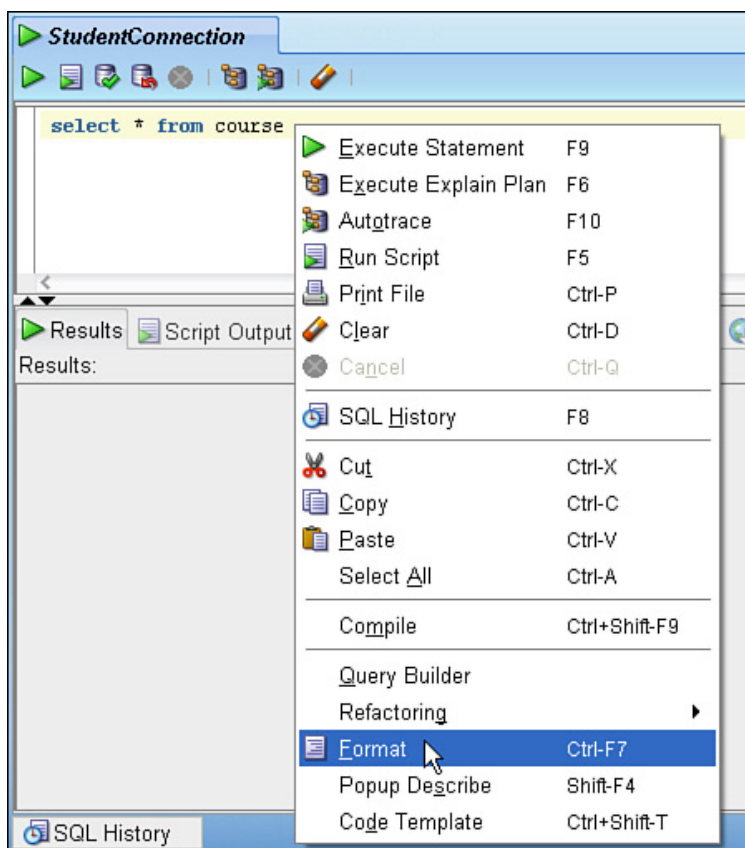 StudentConnection
select * from course
Execute Statement F9
Execute Explain Plan F6
Autotrace F10
Run Script F5
Print File Ctrl-P
Clear Ctrl-D
Cancel Ctrl-Q
SQL History F8
Cut Ctrl-X
Copy Ctrl-C
Paste Ctrl-V
Select All Ctrl-A
Compile Ctrl+Shift-F9
Query Builder
Refactoring
Format Ctrl-F7
Popup Describe Shift-F4
Code Template Ctrl+Shift-T
Results Script Output
Results:
SQL History